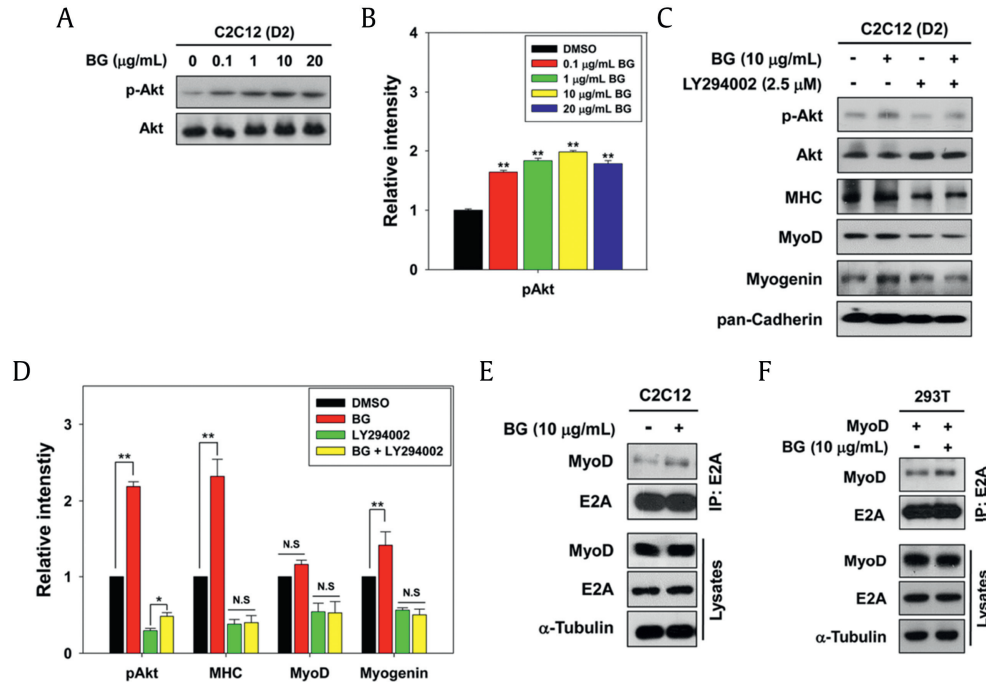 A
C2C12 (D2)
BG (μg/mL) 0 0.1 1 10 20
p-Akt
Akt
B
Relative intensity
4
3
2
1
0
DMSO
0.1 μg/mL BG
1 μg/mL BG
10 μg/mL BG
20 μg/mL BG
** ** ** **
pAkt
C
C2C12 (D2)
BG (10 μg/mL) - + - +
LY294002 (2.5 μM) - - + +
p-Akt
Akt
MHC
MyoD
Myogenin
pan-Cadherin
D
Relative intenstiy
3
2
1
0
DMSO
BG
LY294002
BG + LY294002
** * ** N.S N.S N.S ** N.S
pAkt MHC MyoD Myogenin
E
C2C12
BG (10 μg/mL) - +
MyoD
E2A
IP: E2A
MyoD
E2A
α-Tubulin
Lysates
F
293T
MyoD + +
BG (10 μg/mL) - +
MyoD
E2A
IP: E2A
MyoD
E2A
α-Tubulin
Lysates